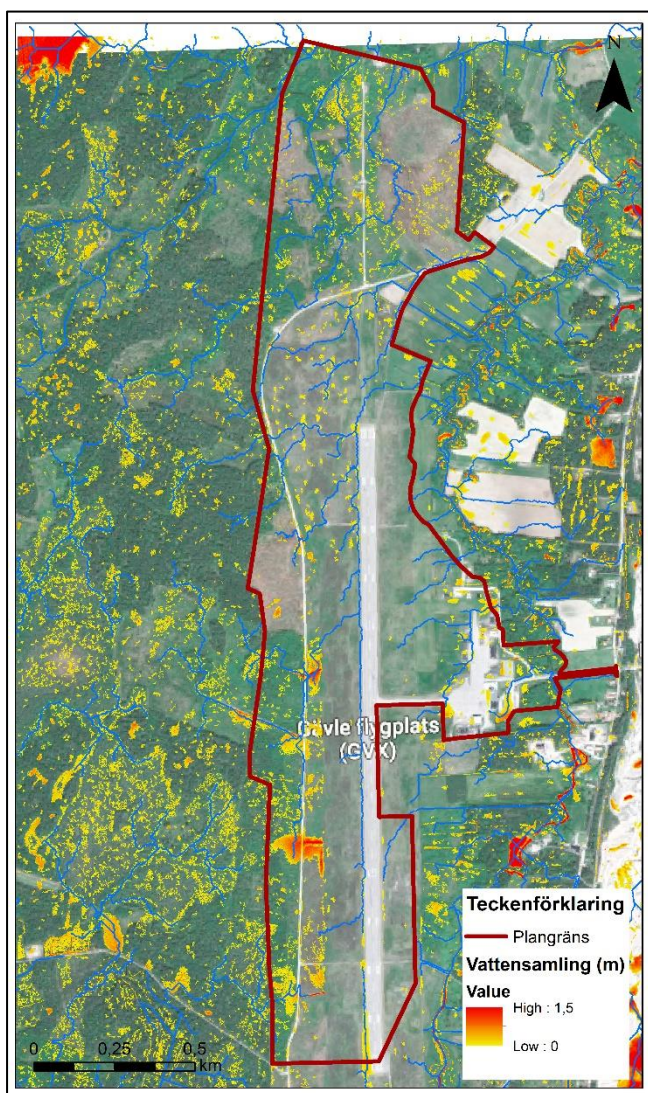 N
Gävle flygplats
(GVX)
Teckenförklaring
Plangräns
Vattensamling (m)
Value
High : 1,5
Low : 0
0 0,25 0,5
km